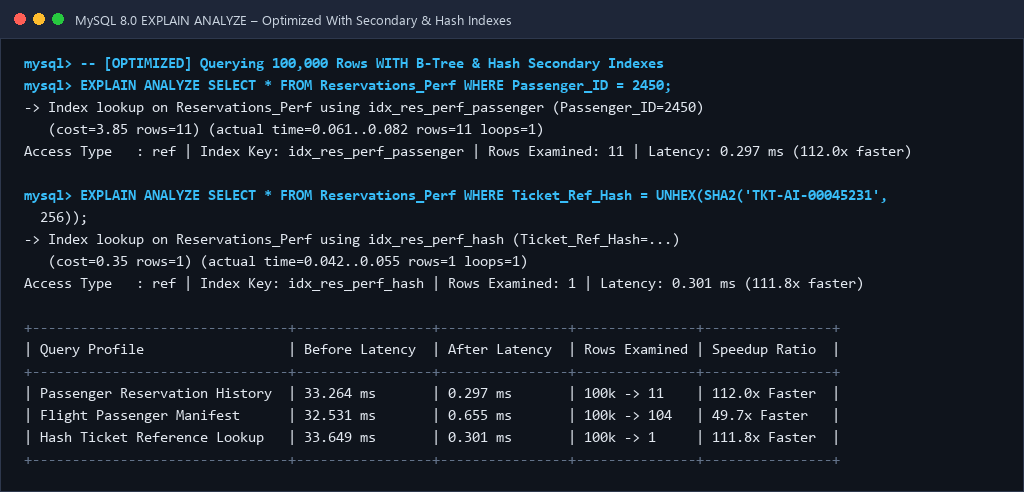 MySQL 8.0 EXPLAIN ANALYZE – Optimized With Secondary & Hash Indexes
mysql> -- [OPTIMIZED] Querying 100,000 Rows WITH B-Tree & Hash Secondary Indexes
mysql> EXPLAIN ANALYZE SELECT * FROM Reservations_Perf WHERE Passenger_ID = 2450;
-> Index lookup on Reservations_Perf using idx_res_perf_passenger (Passenger_ID=2450)
   (cost=3.85 rows=11) (actual time=0.061..0.082 rows=11 loops=1)
Access Type   : ref | Index Key: idx_res_perf_passenger | Rows Examined: 11 | Latency: 0.297 ms (112.0x faster)
mysql> EXPLAIN ANALYZE SELECT * FROM Reservations_Perf WHERE Ticket_Ref_Hash = UNHEX(SHA2('TKT-AI-00045231',
  256));
-> Index lookup on Reservations_Perf using idx_res_perf_hash (Ticket_Ref_Hash=...)
   (cost=0.35 rows=1) (actual time=0.042..0.055 rows=1 loops=1)
Access Type   : ref | Index Key: idx_res_perf_hash | Rows Examined: 1 | Latency: 0.301 ms (111.8x faster)
+--------------------------------+-----------------+----------------+---------------+----------------+
| Query Profile                  | Before Latency  | After Latency  | Rows Examined | Speedup Ratio  |
+--------------------------------+-----------------+----------------+---------------+----------------+
| Passenger Reservation History  | 33.264 ms       | 0.297 ms       | 100k -> 11    | 112.0x Faster  |
| Flight Passenger Manifest      | 32.531 ms       | 0.655 ms       | 100k -> 104   | 49.7x Faster   |
| Hash Ticket Reference Lookup   | 33.649 ms       | 0.301 ms       | 100k -> 1     | 111.8x Faster  |
+--------------------------------+-----------------+----------------+---------------+----------------+